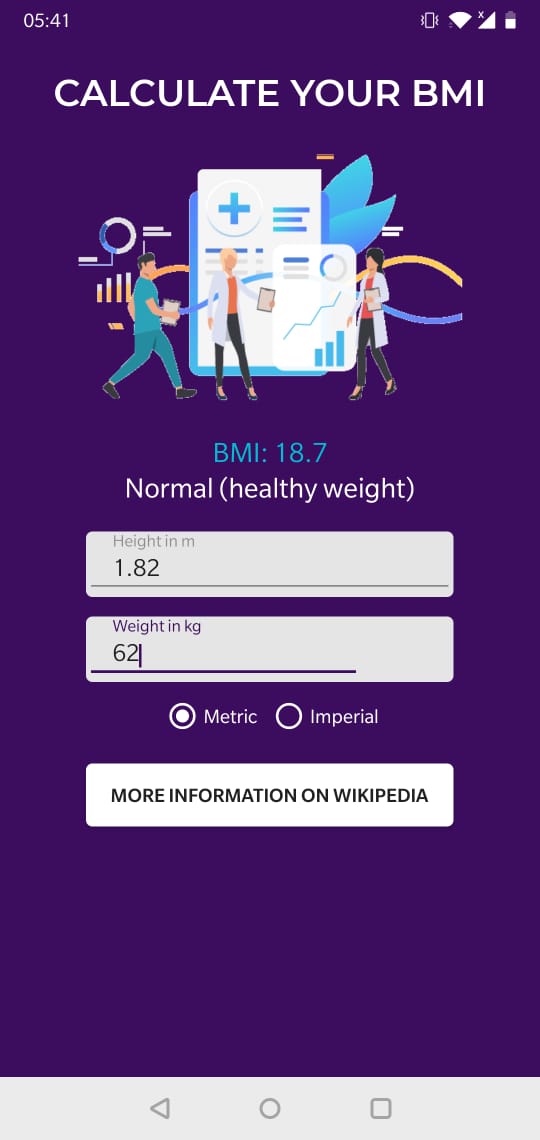 05:41
CALCULATE YOUR BMI
BMI: 18.7
Normal (healthy weight)
Height in m
1.82
Weight in kg
62
Metric Imperial
MORE INFORMATION ON WIKIPEDIA